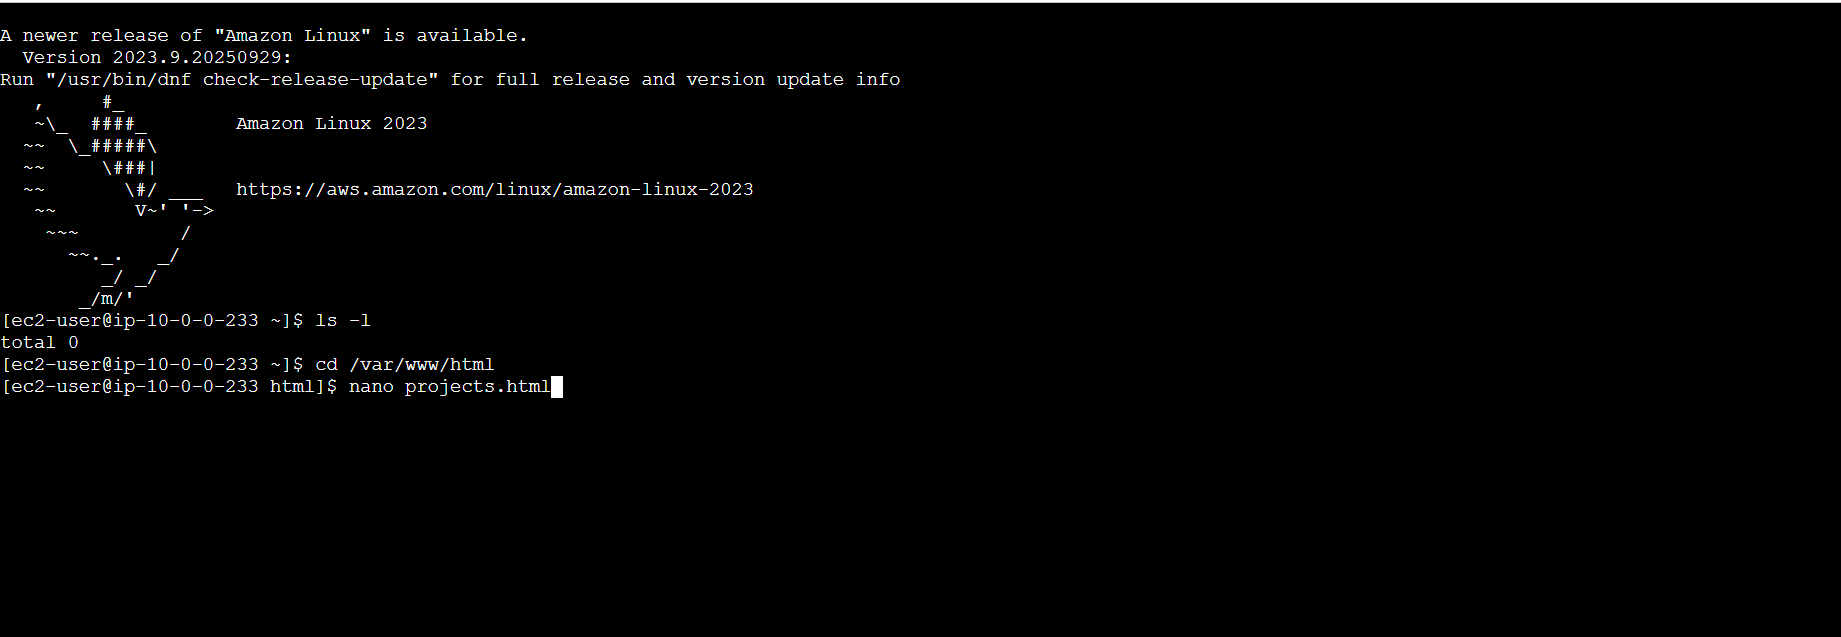 A newer release of "Amazon Linux" is available.
  Version 2023.9.20250929:
Run "/usr/bin/dnf check-release-update" for full release and version update info
   ,     #_
   ~\_  ####_        Amazon Linux 2023
  ~~  \_#####\
  ~~     \###|
  ~~       \#/ ___   https://aws.amazon.com/linux/amazon-linux-2023
   ~~       V~' '->
    ~~~         /
      ~~._.   _/
         _/ _/
       _/m/'
[ec2-user@ip-10-0-0-233 ~]$ ls -l
total 0
[ec2-user@ip-10-0-0-233 ~]$ cd /var/www/html
[ec2-user@ip-10-0-0-233 html]$ nano projects.html